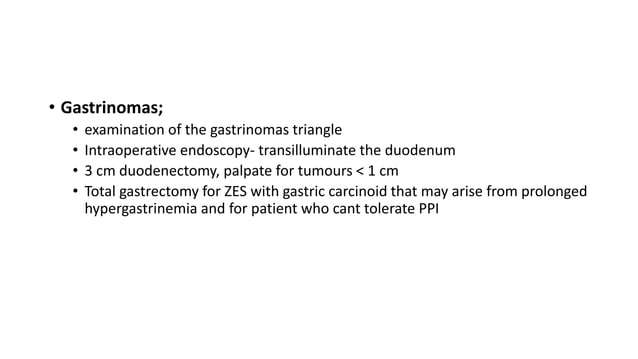 • Gastrinomas;
• examination of the gastrinomas triangle
• Intraoperative endoscopy- transilluminate the duodenum
• 3 cm duodenectomy, palpate for tumours < 1 cm
• Total gastrectomy for ZES with gastric carcinoid that may arise from prolonged
hypergastrinemia and for patient who cant tolerate PPI